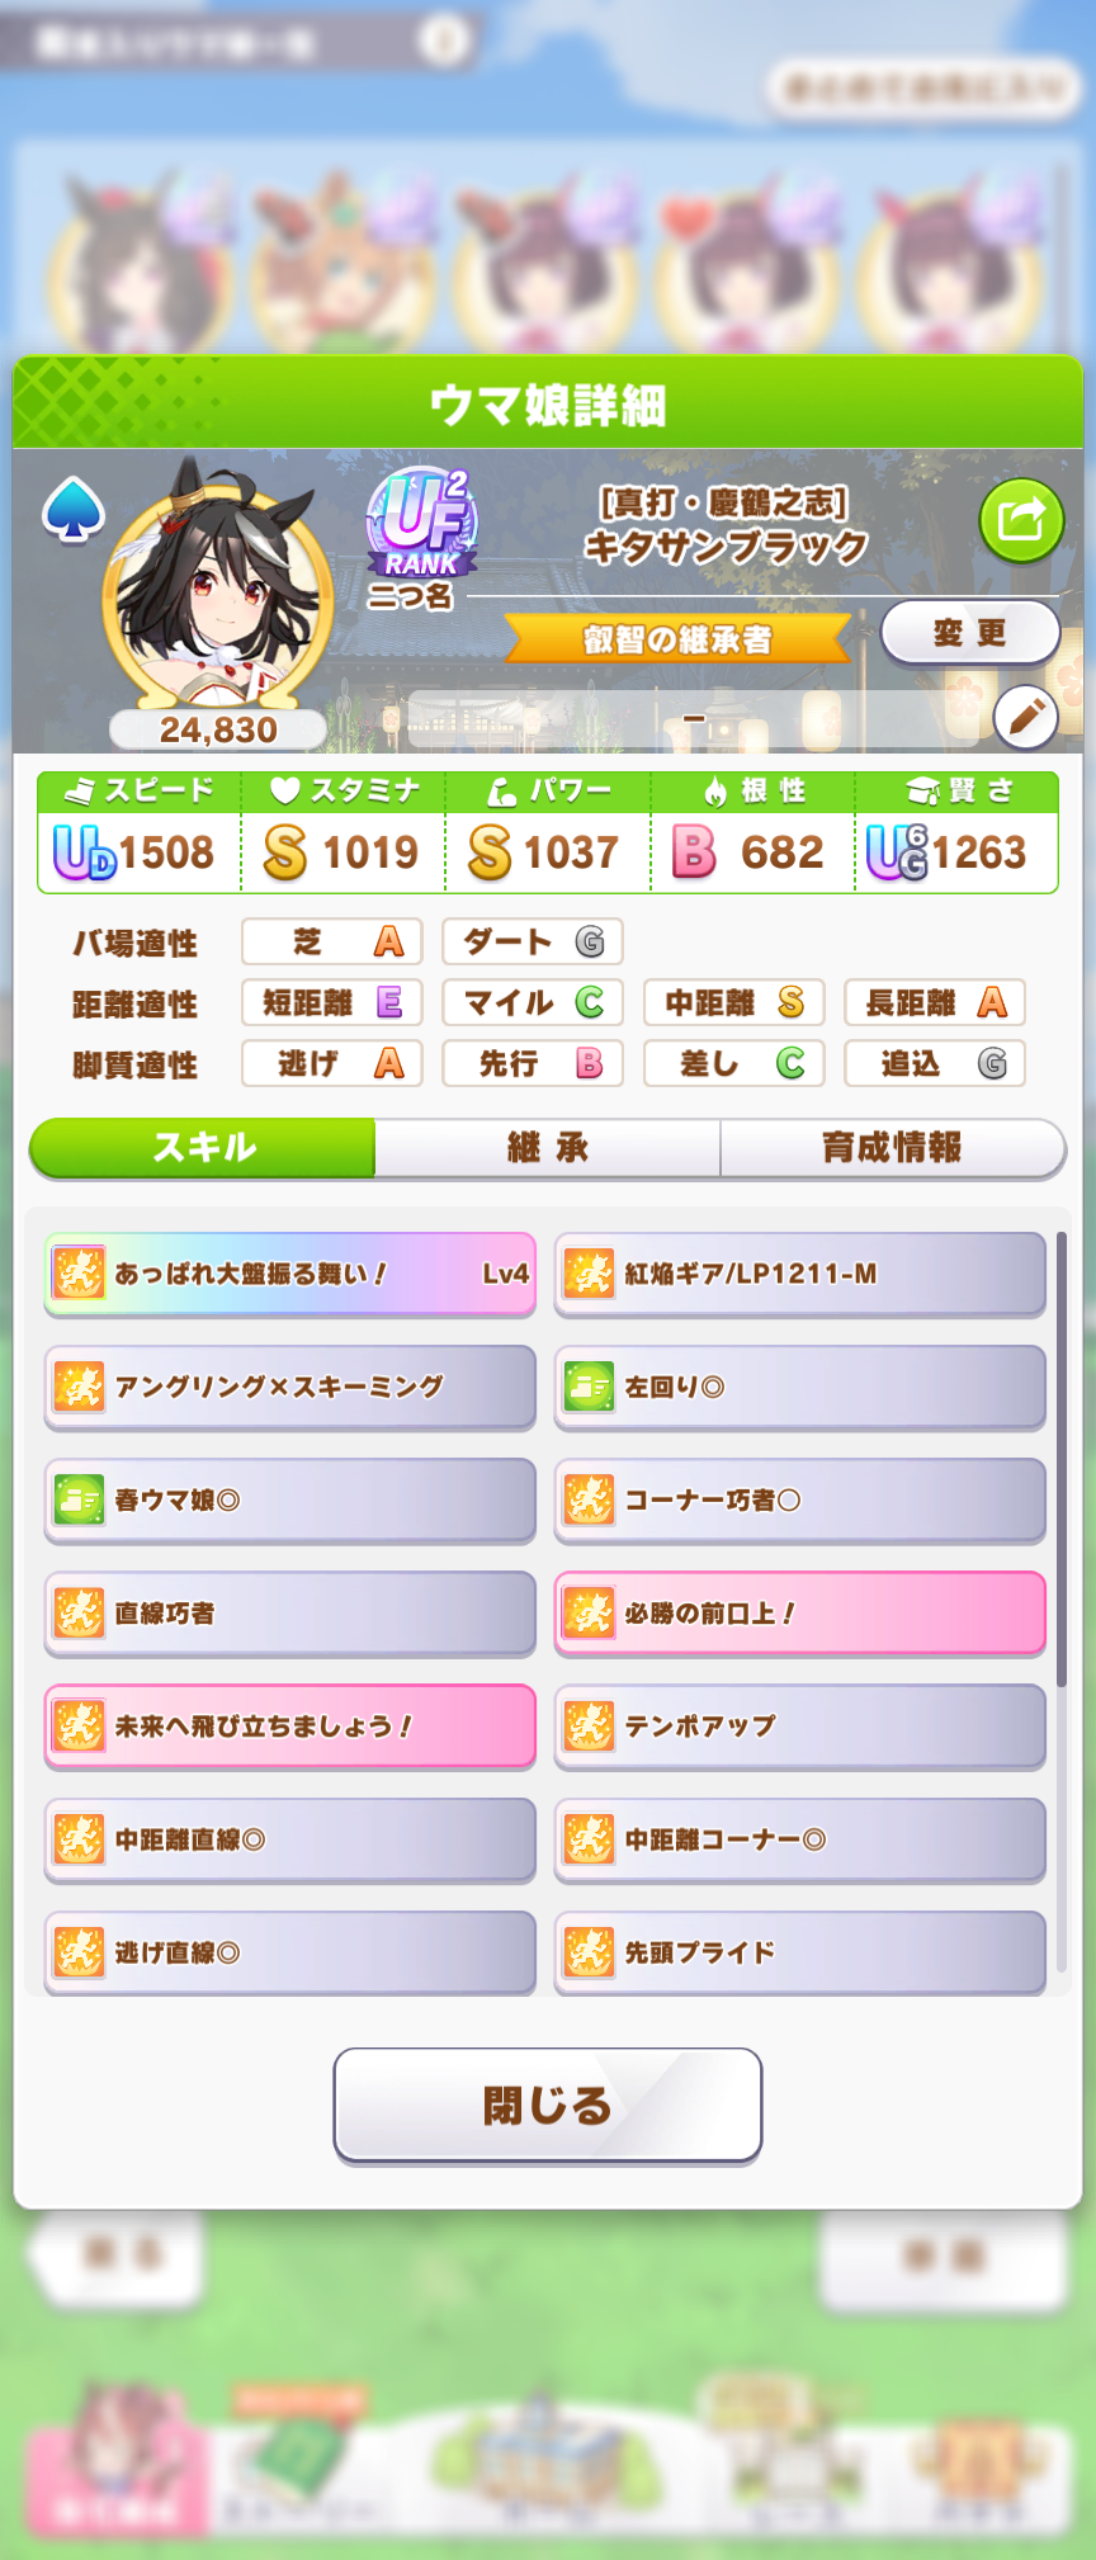 ウマ娘詳細
UF2
RANK
[真打・慶鶴之志]
キタサンブラック
二つ名
叡智の継承者
変更
24,830
-
スピード スタミナ パワー 根性 賢さ
UD 1508 S 1019 S 1037 B 682 UG6 1263
バ場適性 芝 A ダート G
距離適性 短距離 E マイル C 中距離 S 長距離 A
脚質適性 逃げ A 先行 B 差し C 追込 G
スキル 継承 育成情報
あっぱれ大盤振る舞い！ Lv4 紅焔ギア/LP1211-M
アングリング×スキーミング 左回り◎
春ウマ娘◎ コーナー巧者○
直線巧者 必勝の前口上！
未来へ飛び立ちましょう！ テンポアップ
中距離直線◎ 中距離コーナー◎
逃げ直線◎ 先頭プライド
閉じる